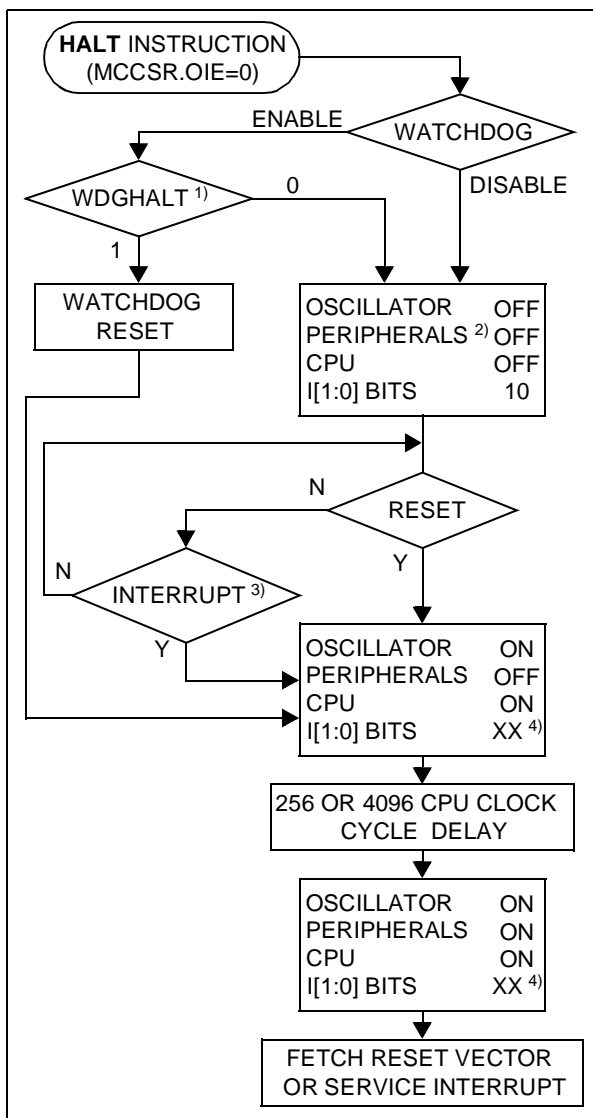 HALT INSTRUCTION
(MCCSR.OIE=0)
ENABLE
WATCHDOG
WDGHALT 1)
0
DISABLE
1
WATCHDOG
RESET
OSCILLATOR OFF
PERIPHERALS 2) OFF
CPU OFF
I[1:0] BITS 10
N
RESET
N
Y
INTERRUPT 3)
Y
OSCILLATOR ON
PERIPHERALS OFF
CPU ON
I[1:0] BITS XX 4)
256 OR 4096 CPU CLOCK
CYCLE DELAY
OSCILLATOR ON
PERIPHERALS ON
CPU ON
I[1:0] BITS XX 4)
FETCH RESET VECTOR
OR SERVICE INTERRUPT